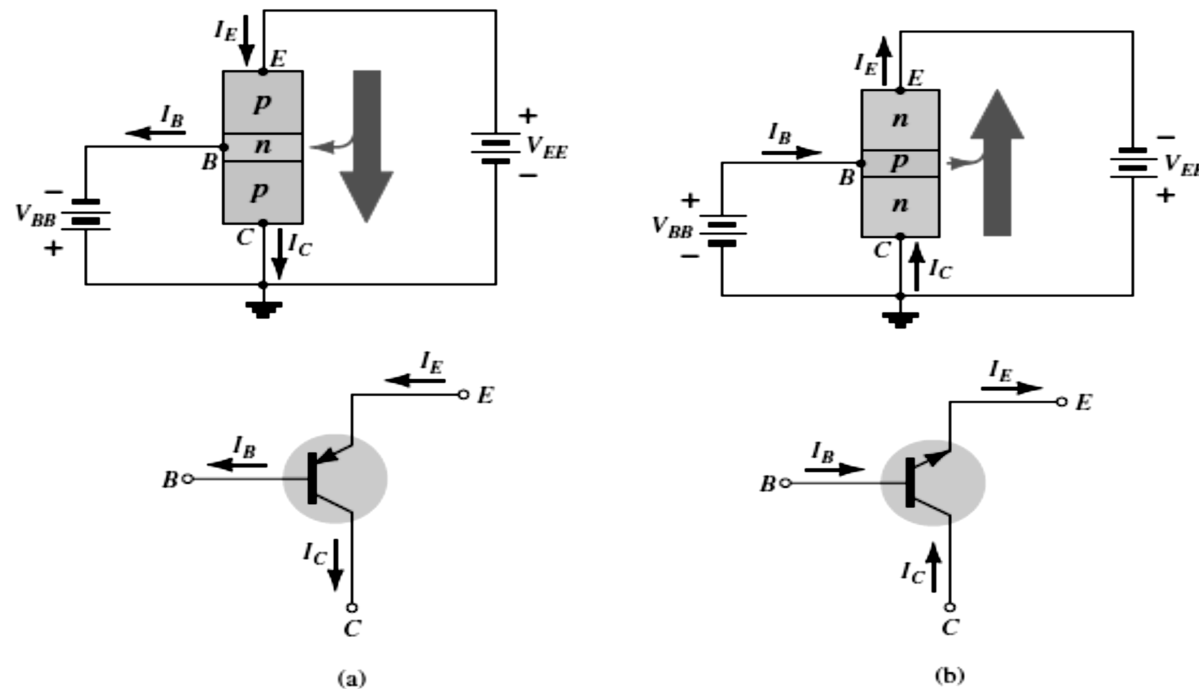 I_E
E
p
I_B
n
B
p
+
V_EE
−
−
V_BB
+
C
I_C
I_E
E
n
I_B
p
B
n
−
V_EE
+
+
V_BB
−
C
I_C
I_E
E
I_B
B
I_C
C
(a)
I_E
E
I_B
B
I_C
C
(b)